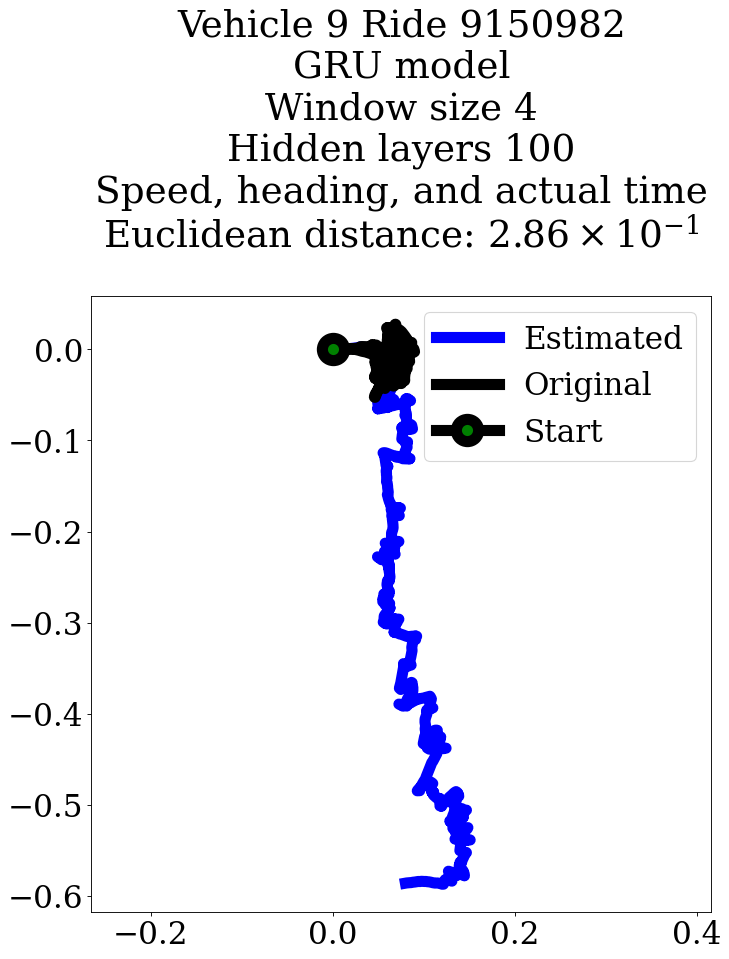 Vehicle 9 Ride 9150982
GRU model
Window size 4
Hidden layers 100
Speed, heading, and actual time
Euclidean distance: 2.86 × 10⁻¹
Estimated
Original
Start
0.0
−0.1
−0.2
−0.3
−0.4
−0.5
−0.6
−0.2
0.0
0.2
0.4